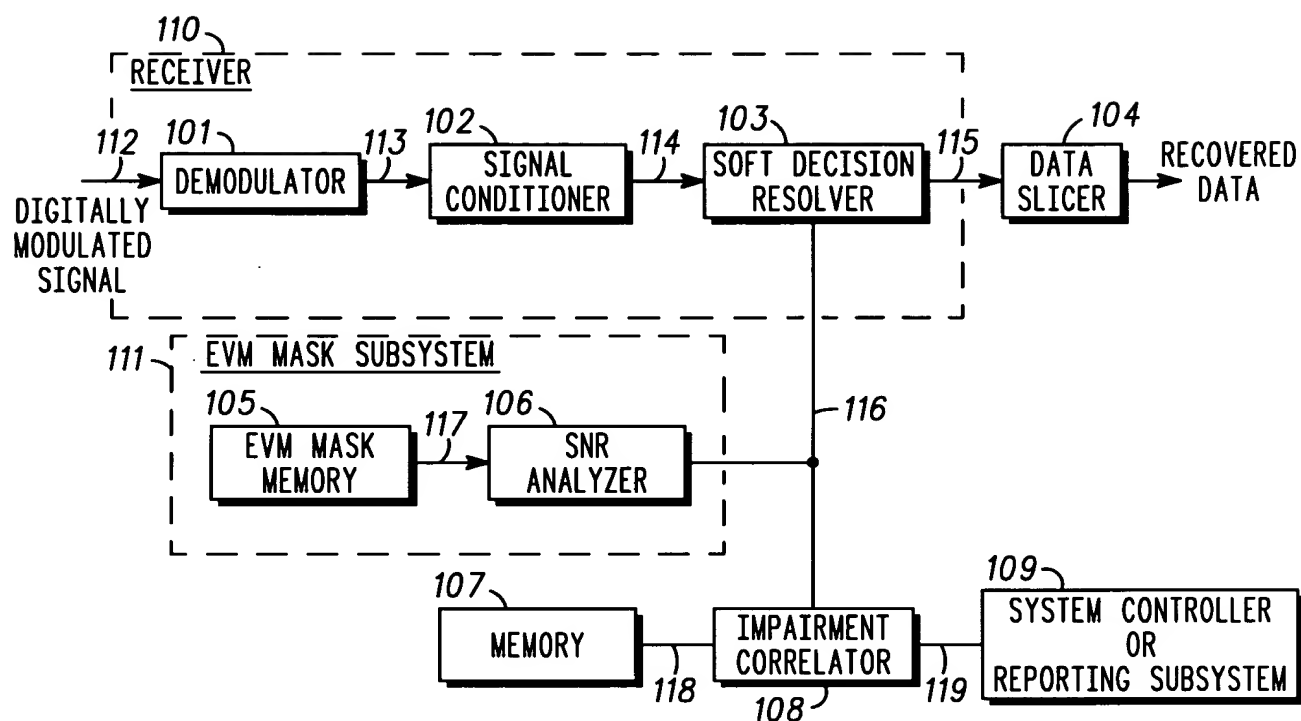 110
RECEIVER
112
101
DEMODULATOR
113
102
SIGNAL
CONDITIONER
114
103
SOFT DECISION
RESOLVER
115
104
DATA
SLICER
RECOVERED
DATA
DIGITALLY
MODULATED
SIGNAL
111
EVM MASK SUBSYSTEM
105
EVM MASK
MEMORY
117
106
SNR
ANALYZER
116
107
MEMORY
118
IMPAIRMENT
CORRELATOR
108
119
109
SYSTEM CONTROLLER
OR
REPORTING SUBSYSTEM